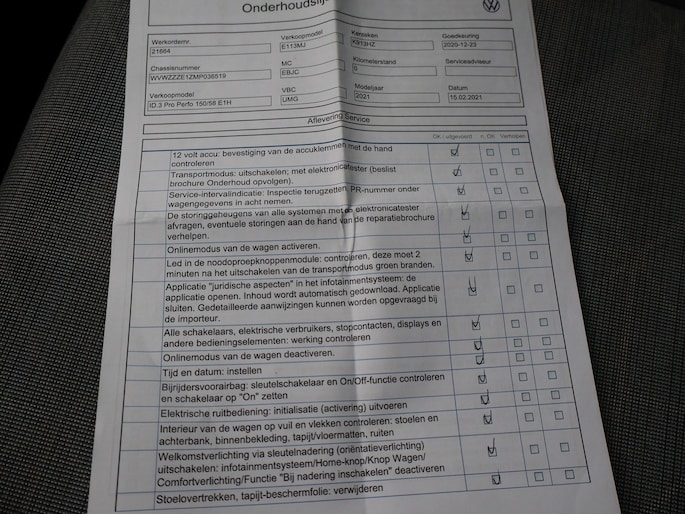 Onderhoudslijs
Werkordernr. Verkoopmodel Kenteken Goedkeuring
21664 E113MJ X913HZ 2020-12-23
Chassisnummer MC Kilometerstand Serviceadviseur
WVWZZZE1ZMP036519 EBJC 0
Verkoopmodel VBC Modeljaar Datum
ID.3 Pro Perfo 150/58 E1H UMG 2021 15.02.2021
Aflevering Service
OK / uitgevoerd n. OK Verholpen
12 volt accu: bevestiging van de accuklemmen met de hand
controleren
Transportmodus: uitschakelen; met elektronicatester (beslist
brochure Onderhoud opvolgen).
Service-intervalindicatie: Inspectie terugzetten, PR-nummer onder
wagengegevens in acht nemen.
De storingsgeheugens van alle systemen met de elektronicatester
afvragen, eventuele storingen aan de hand van de reparatiebrochure
verhelpen.
Onlinemodus van de wagen activeren.
Led in de noodoproepknoppenmodule: controleren, deze moet 2
minuten na het uitschakelen van de transportmodus groen branden.
Applicatie "juridische aspecten" in het infotainmentsysteem: de
applicatie openen. Inhoud wordt automatisch gedownload. Applicatie
sluiten. Gedetailleerde aanwijzingen kunnen worden opgevraagd bij
de importeur.
Alle schakelaars, elektrische verbruikers, stopcontacten, displays en
andere bedieningselementen: werking controleren
Onlinemodus van de wagen deactiveren.
Tijd en datum: instellen
Bijrijdersvoorairbag: sleutelschakelaar en On/Off-functie controleren
en schakelaar op "On" zetten
Elektrische ruitbediening: initialisatie (activering) uitvoeren
Interieur van de wagen op vuil en vlekken controleren: stoelen en
achterbank, binnenbekleding, tapijt/vloermatten, ruiten
Welkomstverlichting via sleutelnadering (oriëntatieverlichting)
uitschakelen: infotainmentsysteem/Home-knop/Knop Wagen/
Comfortverlichting/Functie "Bij nadering inschakelen" deactiveren
Stoelovertrekken, tapijt-beschermfolie: verwijderen